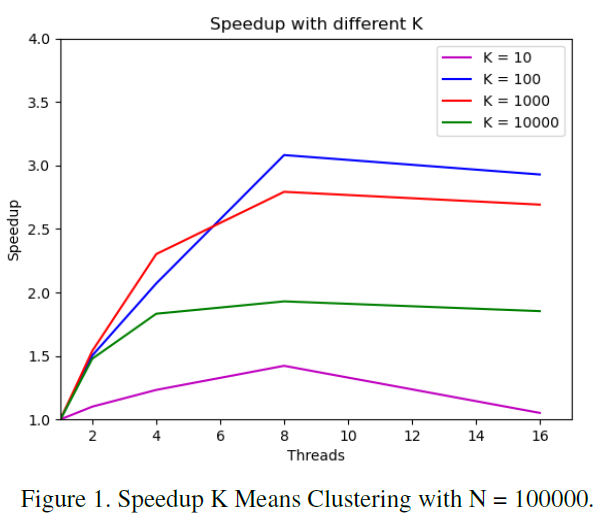 Speedup with different K
4.0
3.5
3.0
2.5
2.0
1.5
1.0
Speedup
K = 10
K = 100
K = 1000
K = 10000
2 4 6 8 10 12 14 16
Threads
Figure 1. Speedup K Means Clustering with N = 100000.